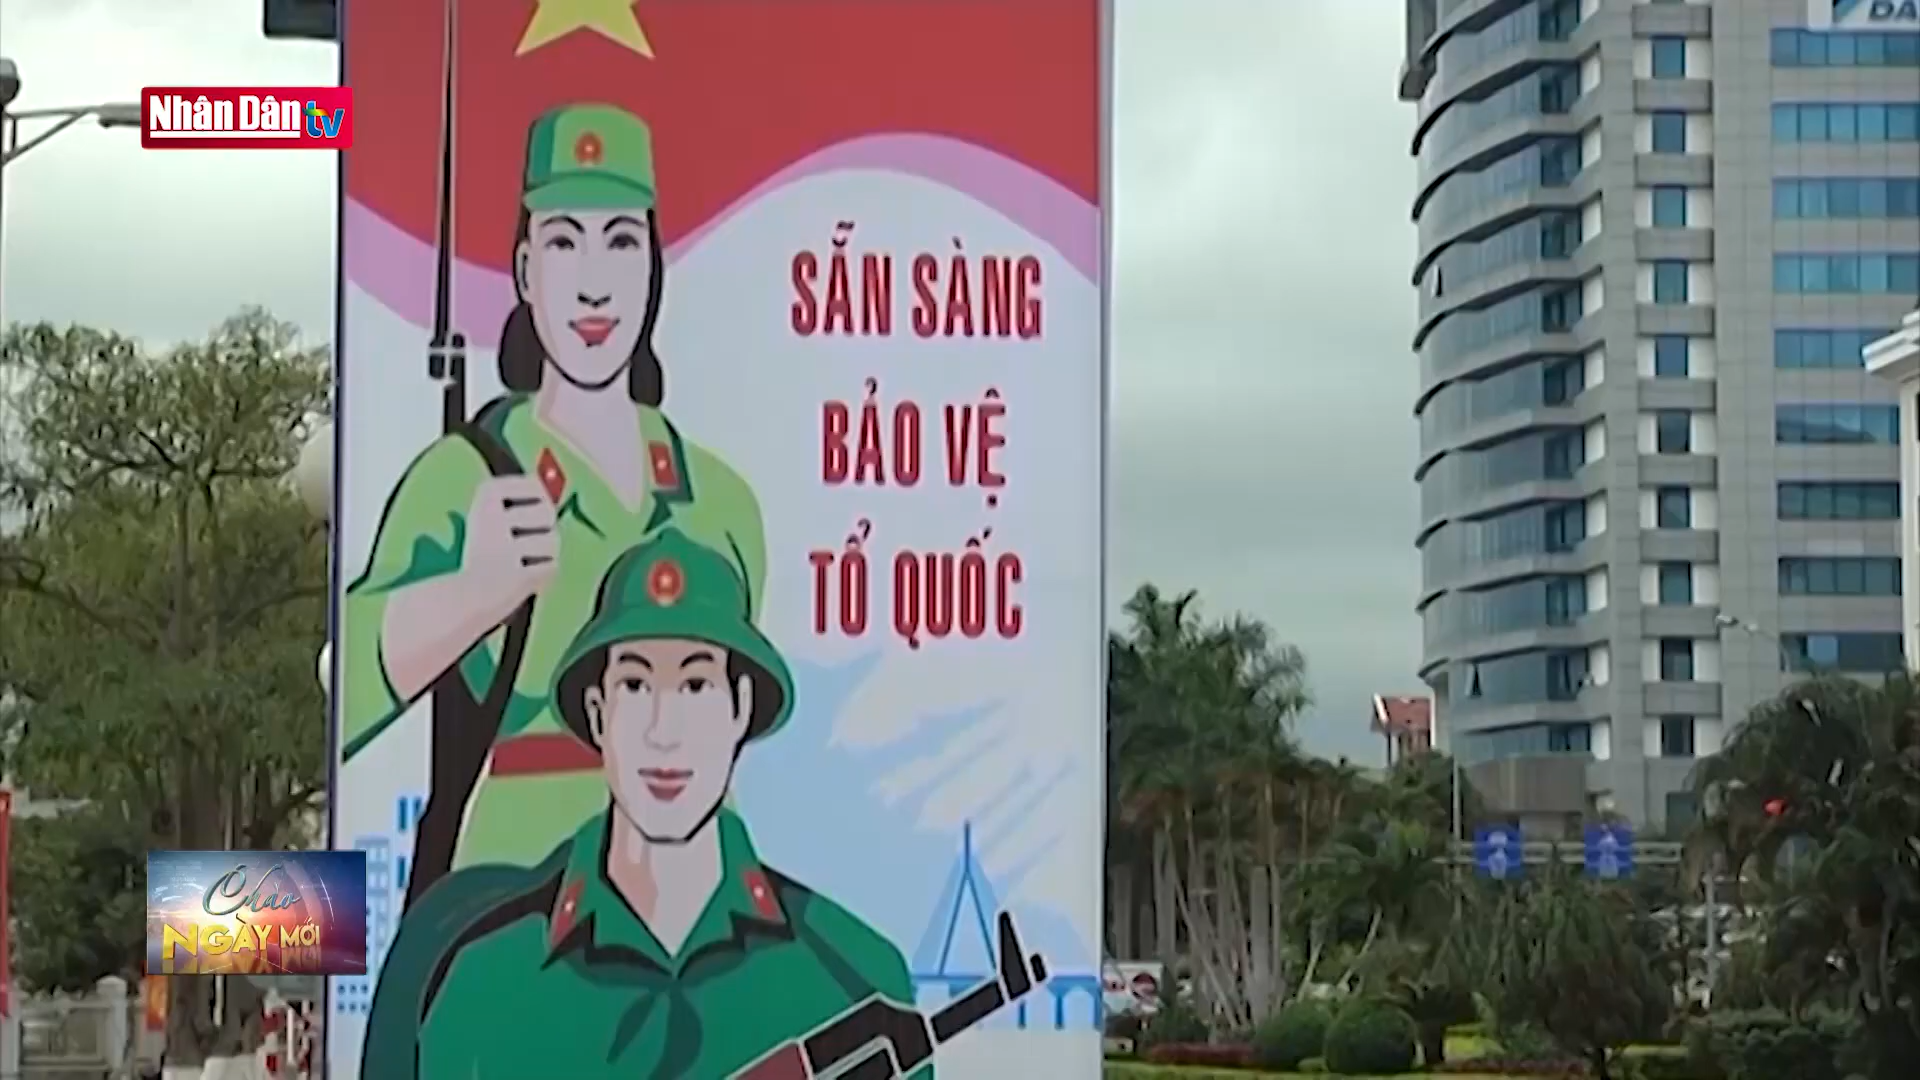 Nhân Dân tv
SẴN SÀNG
BẢO VỆ
TỔ QUỐC
Chào
NGÀY MỚI